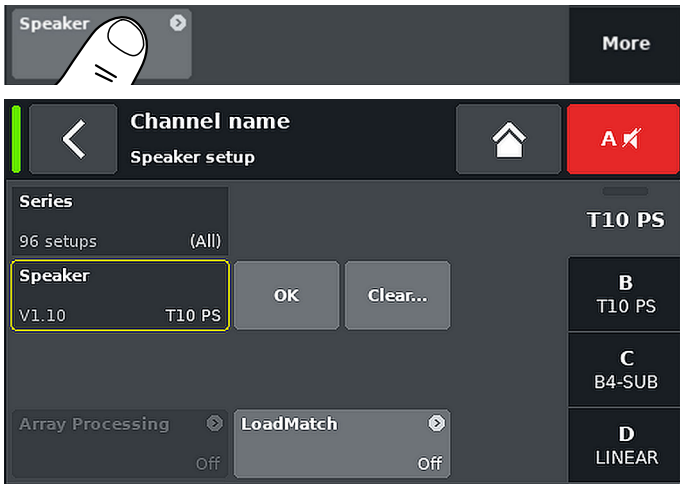 Speaker
More
Channel name
Speaker setup
A
Series
96 setups (All)
T10 PS
Speaker
V1.10 T10 PS
OK
Clear...
B
T10 PS
C
B4-SUB
Array Processing
Off
LoadMatch
Off
D
LINEAR